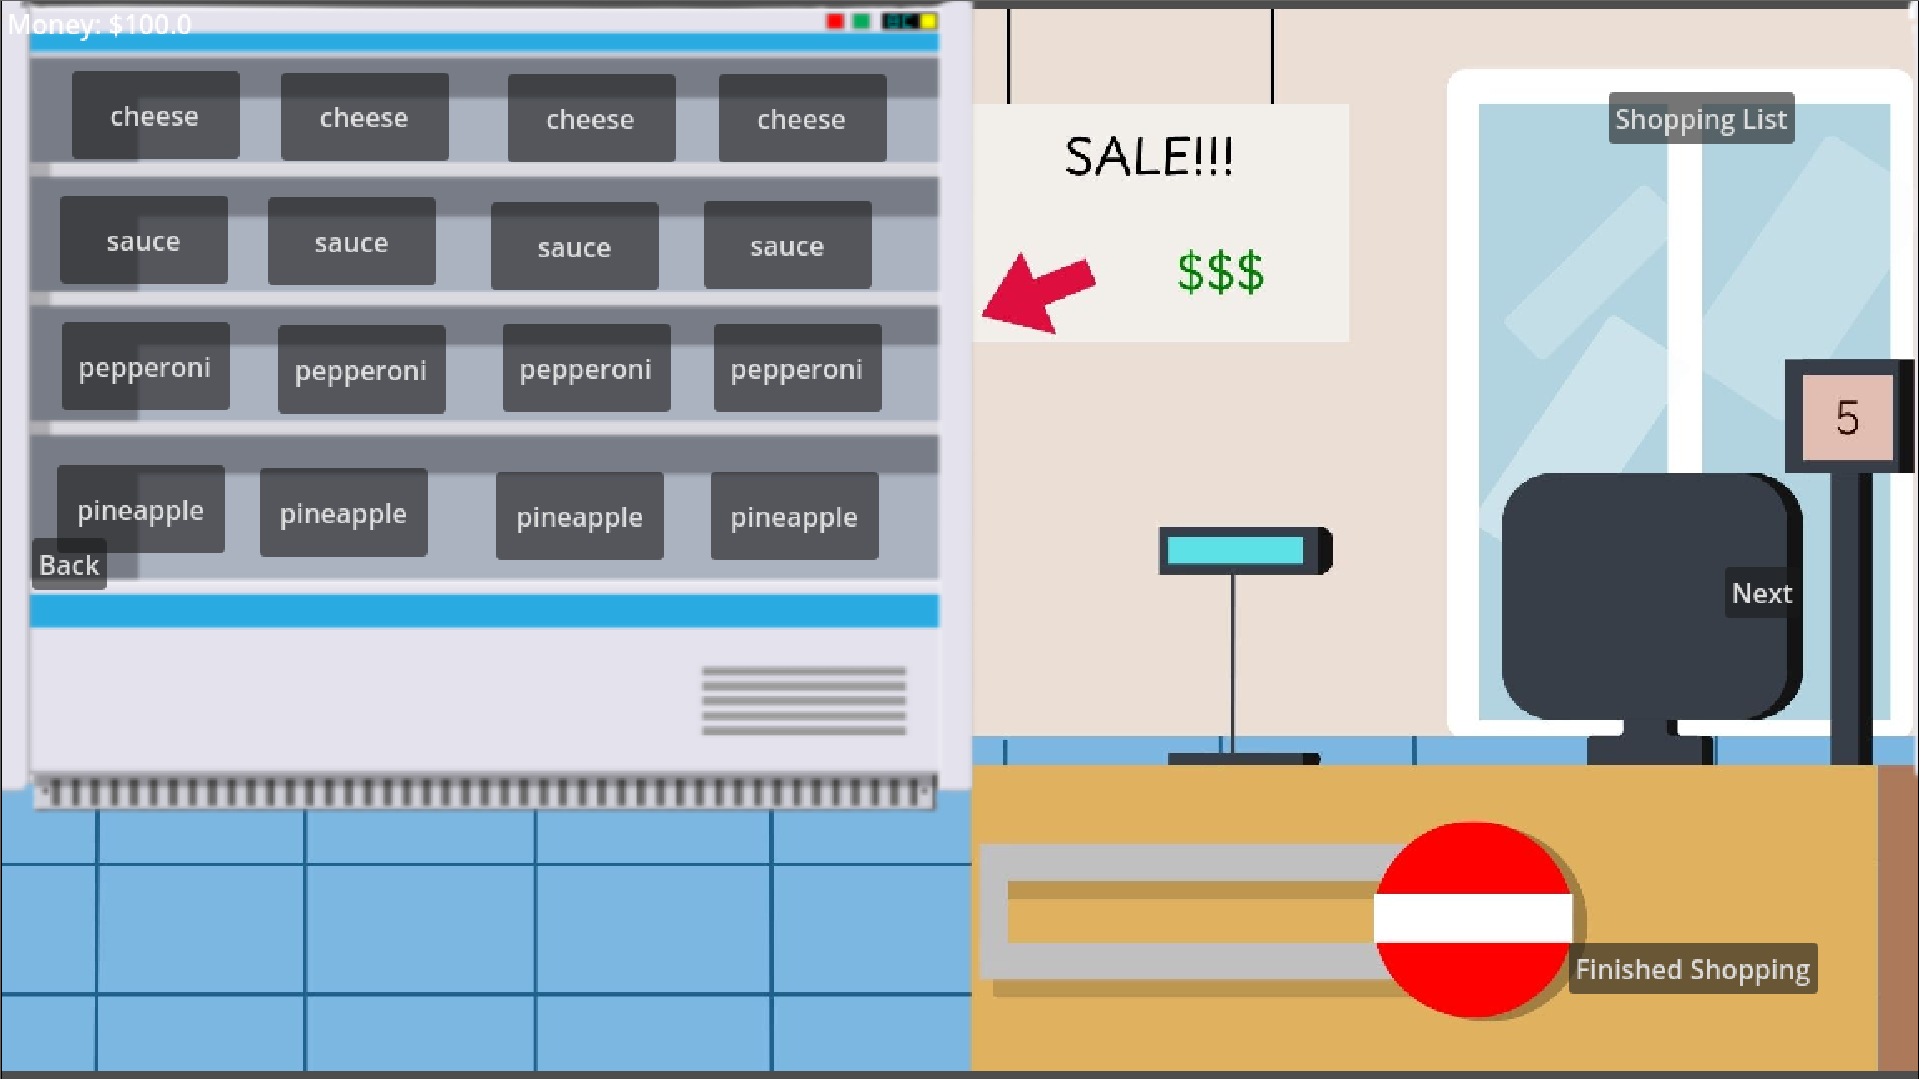 Money: $100.0
cheese cheese cheese cheese
sauce sauce sauce sauce
pepperoni pepperoni pepperoni pepperoni
pineapple pineapple pineapple pineapple
Back
SALE!!!
$$$
Shopping List
5
Next
Finished Shopping